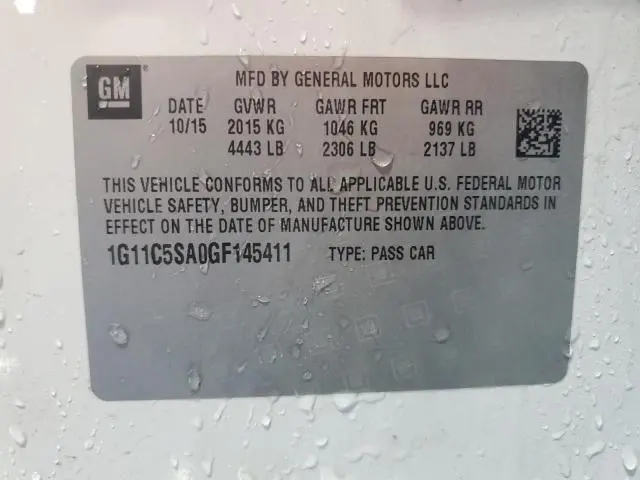 GM ® MFD BY GENERAL MOTORS LLC
DATE GVWR GAWR FRT GAWR RR
10/15 2015 KG 1046 KG 969 KG
4443 LB 2306 LB 2137 LB
THIS VEHICLE CONFORMS TO ALL APPLICABLE U.S. FEDERAL MOTOR
VEHICLE SAFETY, BUMPER, AND THEFT PREVENTION STANDARDS IN
EFFECT ON THE DATE OF MANUFACTURE SHOWN ABOVE.
1G11C5SA0GF145411 TYPE: PASS CAR